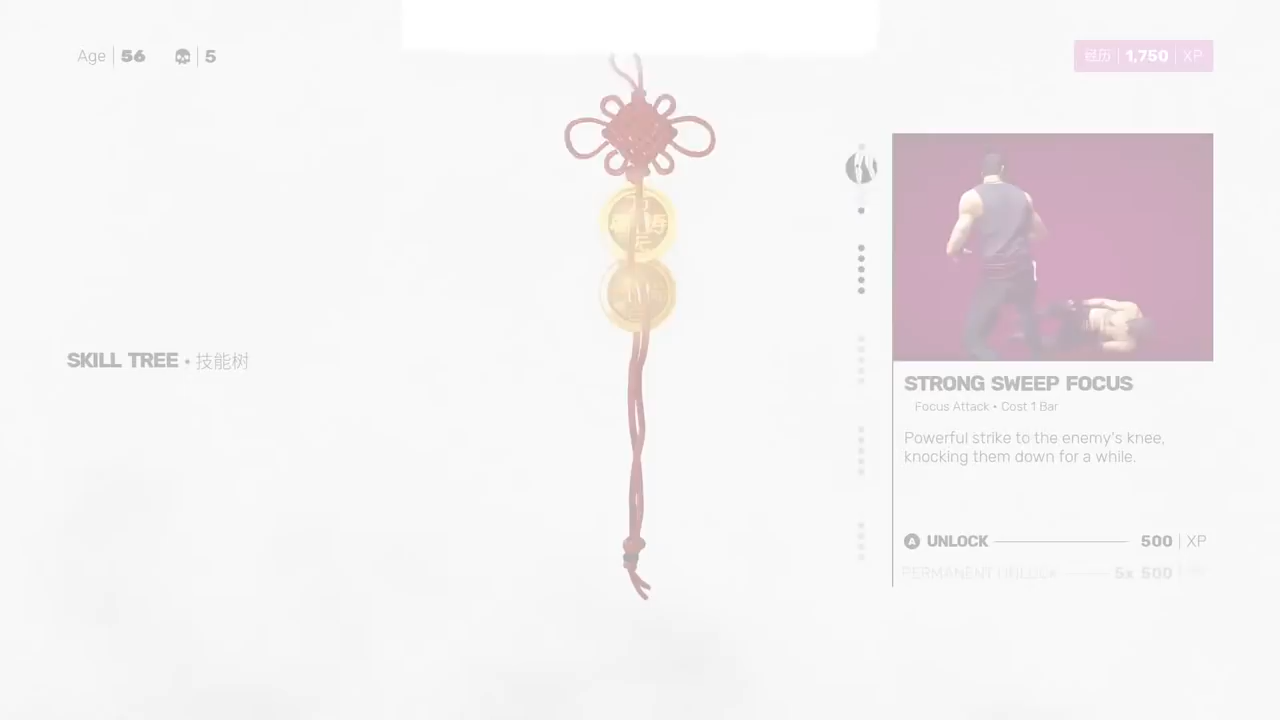 Age 56 5
进历 1,750 XP
SKILL TREE • 技能树
STRONG SWEEP FOCUS
Focus Attack • Cost 1 Bar
Powerful strike to the enemy's knee,
knocking them down for a while.
A UNLOCK 500 XP
PERMANENT UNLOCK 5x 500